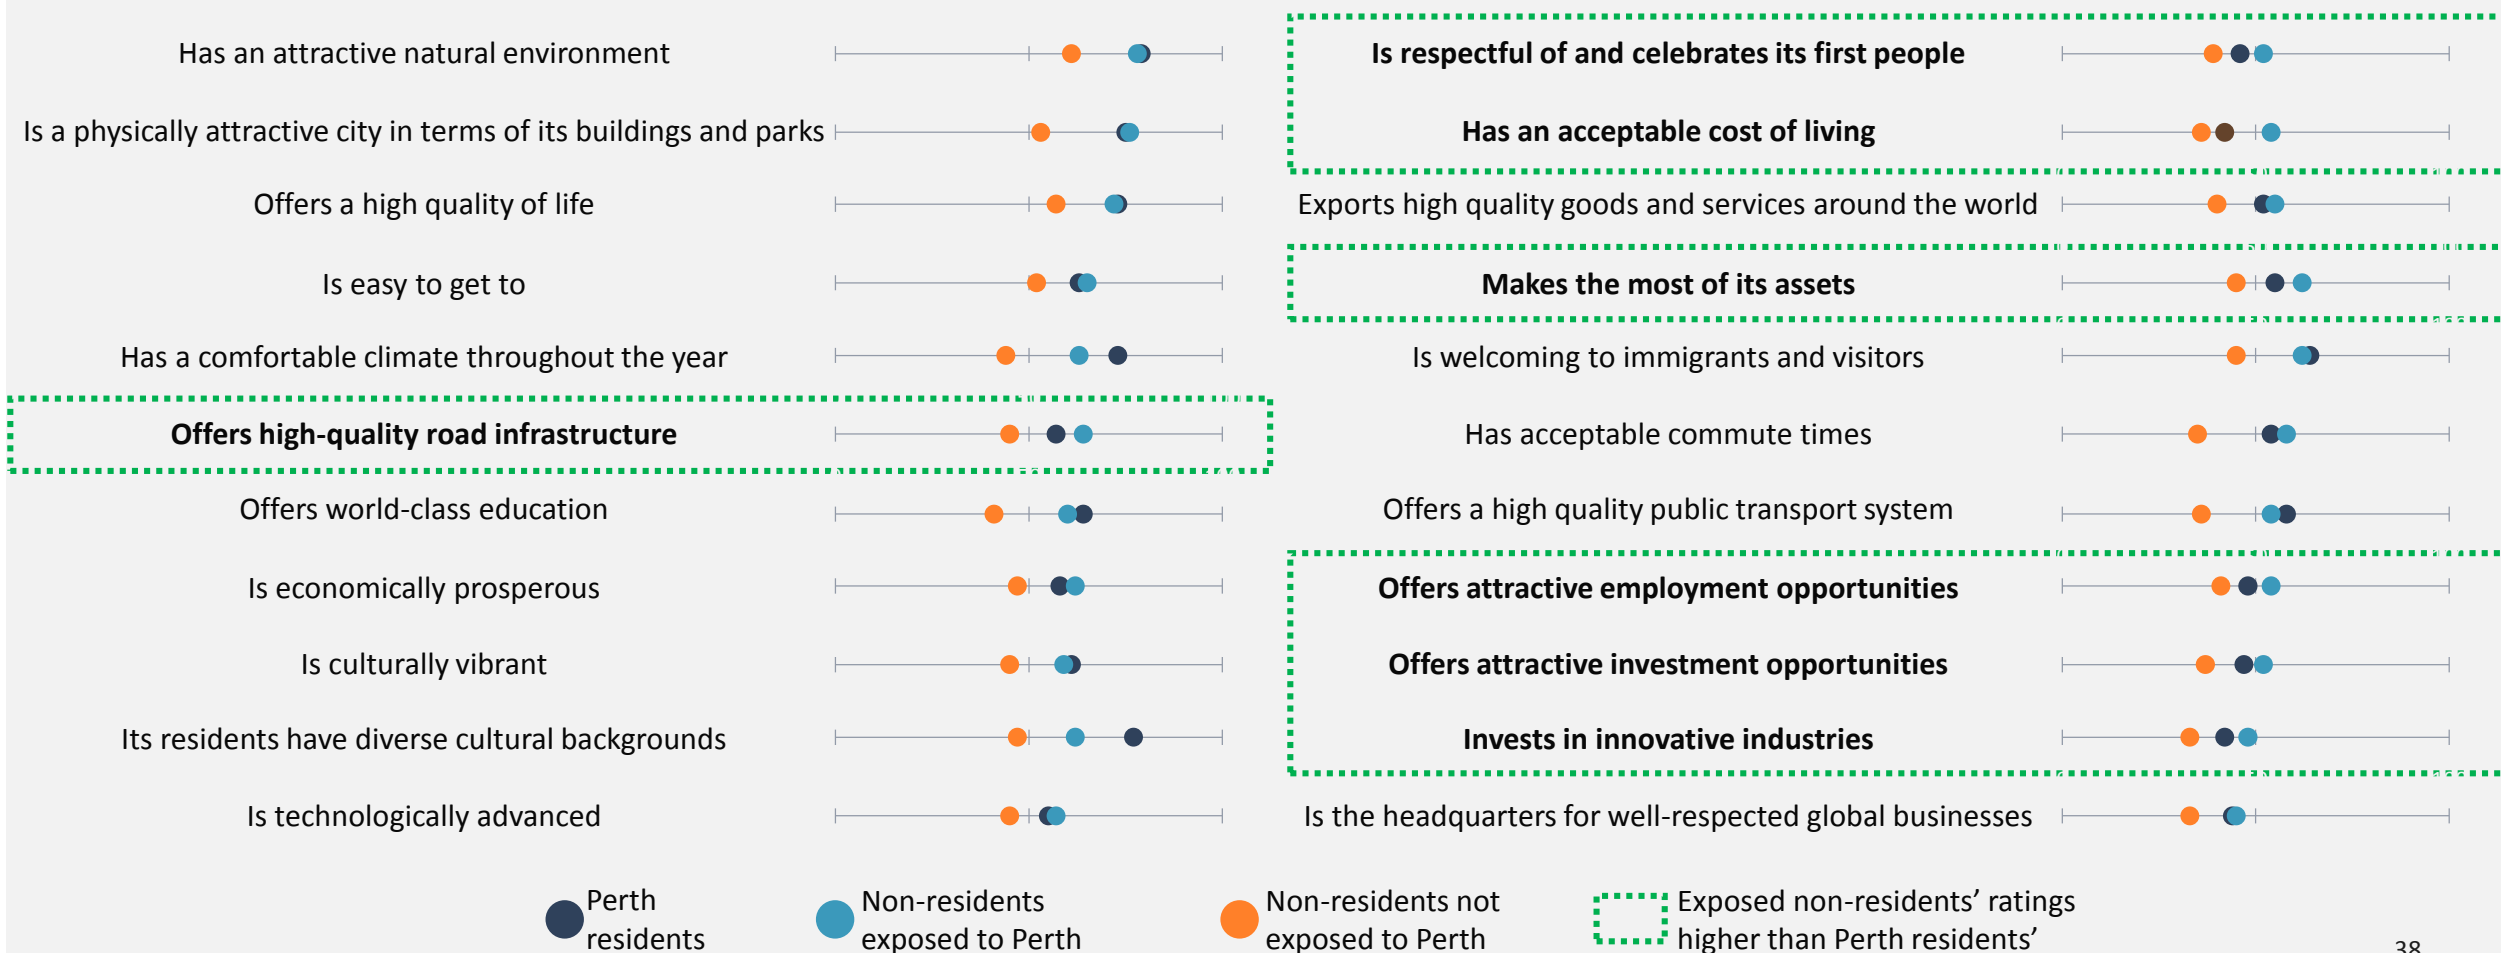 Has an attractive natural environment
Is a physically attractive city in terms of its buildings and parks
Offers a high quality of life
Is easy to get to
Has a comfortable climate throughout the year
Offers high-quality road infrastructure
Offers world-class education
Is economically prosperous
Is culturally vibrant
Its residents have diverse cultural backgrounds
Is technologically advanced
Is respectful of and celebrates its first people
Has an acceptable cost of living
Exports high quality goods and services around the world
Makes the most of its assets
Is welcoming to immigrants and visitors
Has acceptable commute times
Offers a high quality public transport system
Offers attractive employment opportunities
Offers attractive investment opportunities
Invests in innovative industries
Is the headquarters for well-respected global businesses
Perth
residents
Non-residents
exposed to Perth
Non-residents not
exposed to Perth
Exposed non-residents’ ratings
higher than Perth residents’
38